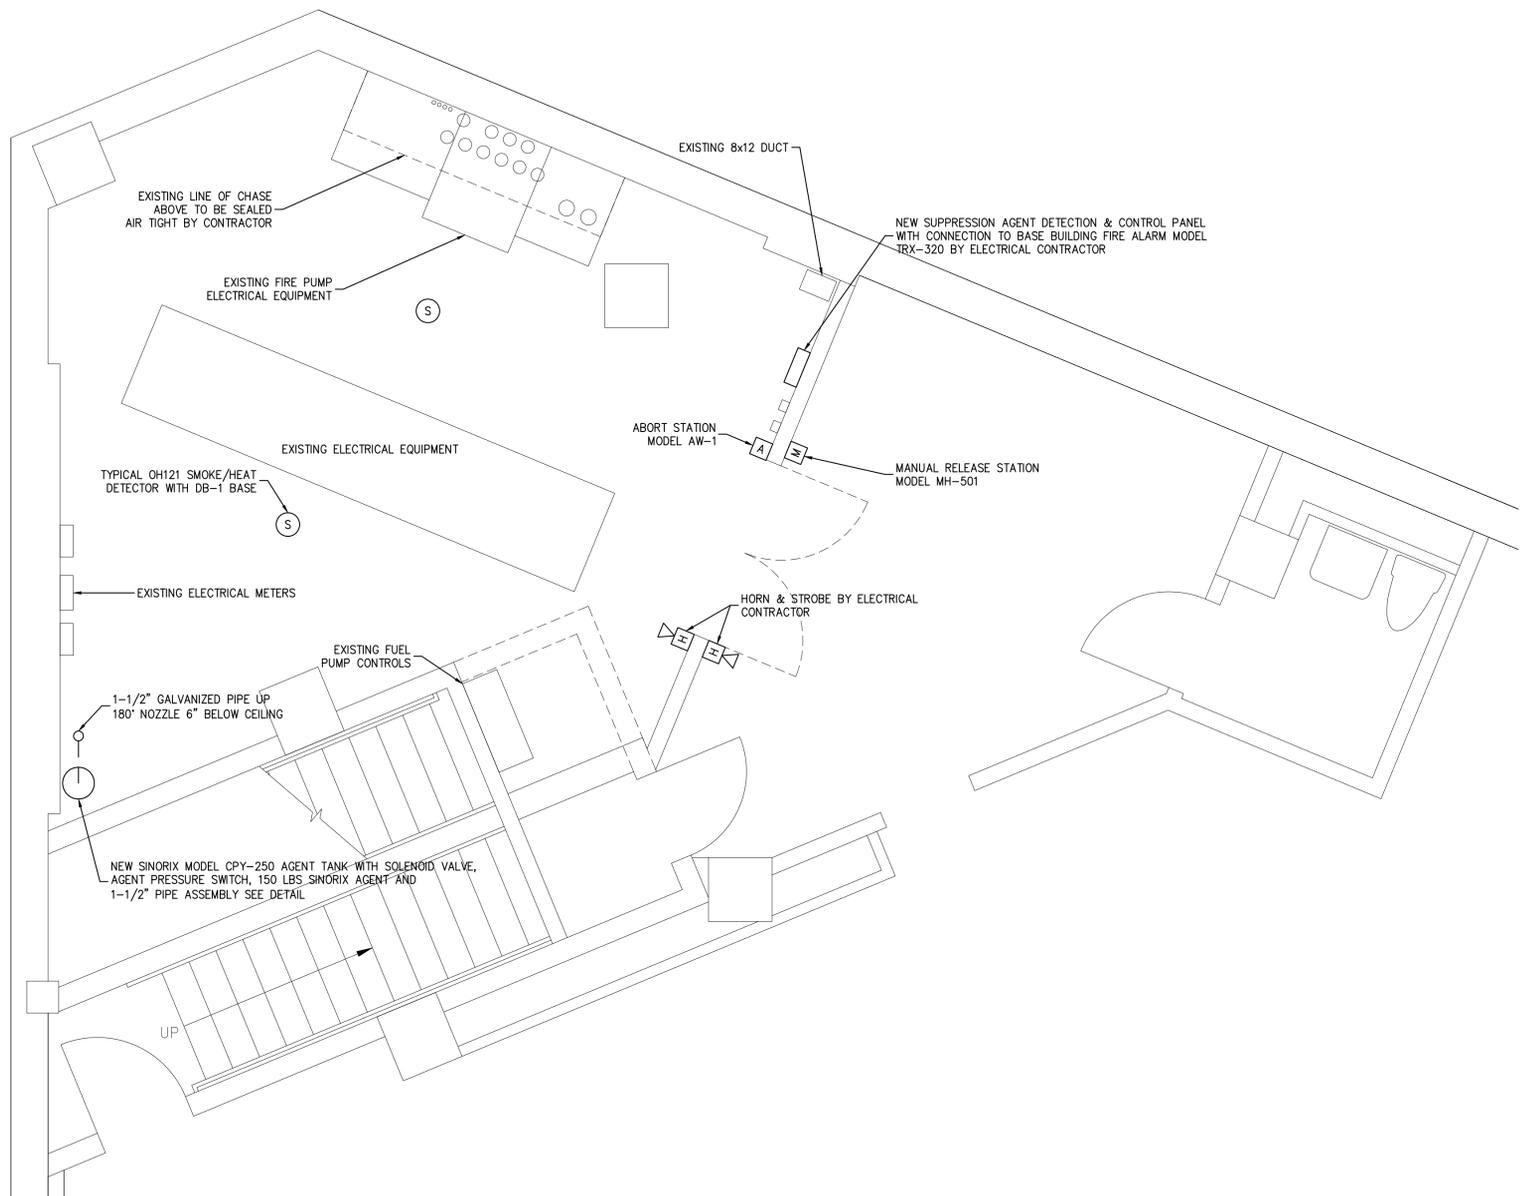 EXISTING 8x12 DUCT
EXISTING LINE OF CHASE
ABOVE TO BE SEALED
AIR TIGHT BY CONTRACTOR
NEW SUPPRESSION AGENT DETECTION & CONTROL PANEL
WITH CONNECTION TO BASE BUILDING FIRE ALARM MODEL
TRX-320 BY ELECTRICAL CONTRACTOR
EXISTING FIRE PUMP
ELECTRICAL EQUIPMENT
S
ABORT STATION
MODEL AW-1
A
M
EXISTING ELECTRICAL EQUIPMENT
MANUAL RELEASE STATION
MODEL MH-501
TYPICAL OH121 SMOKE/HEAT
DETECTOR WITH DB-1 BASE
S
EXISTING ELECTRICAL METERS
HORN & STROBE BY ELECTRICAL
CONTRACTOR
H
H
EXISTING FUEL
PUMP CONTROLS
1-1/2" GALVANIZED PIPE UP
180° NOZZLE 6" BELOW CEILING
NEW SINORIX MODEL CPY-250 AGENT TANK WITH SOLENOID VALVE,
AGENT PRESSURE SWITCH, 150 LBS SINORIX AGENT AND
1-1/2" PIPE ASSEMBLY SEE DETAIL
UP